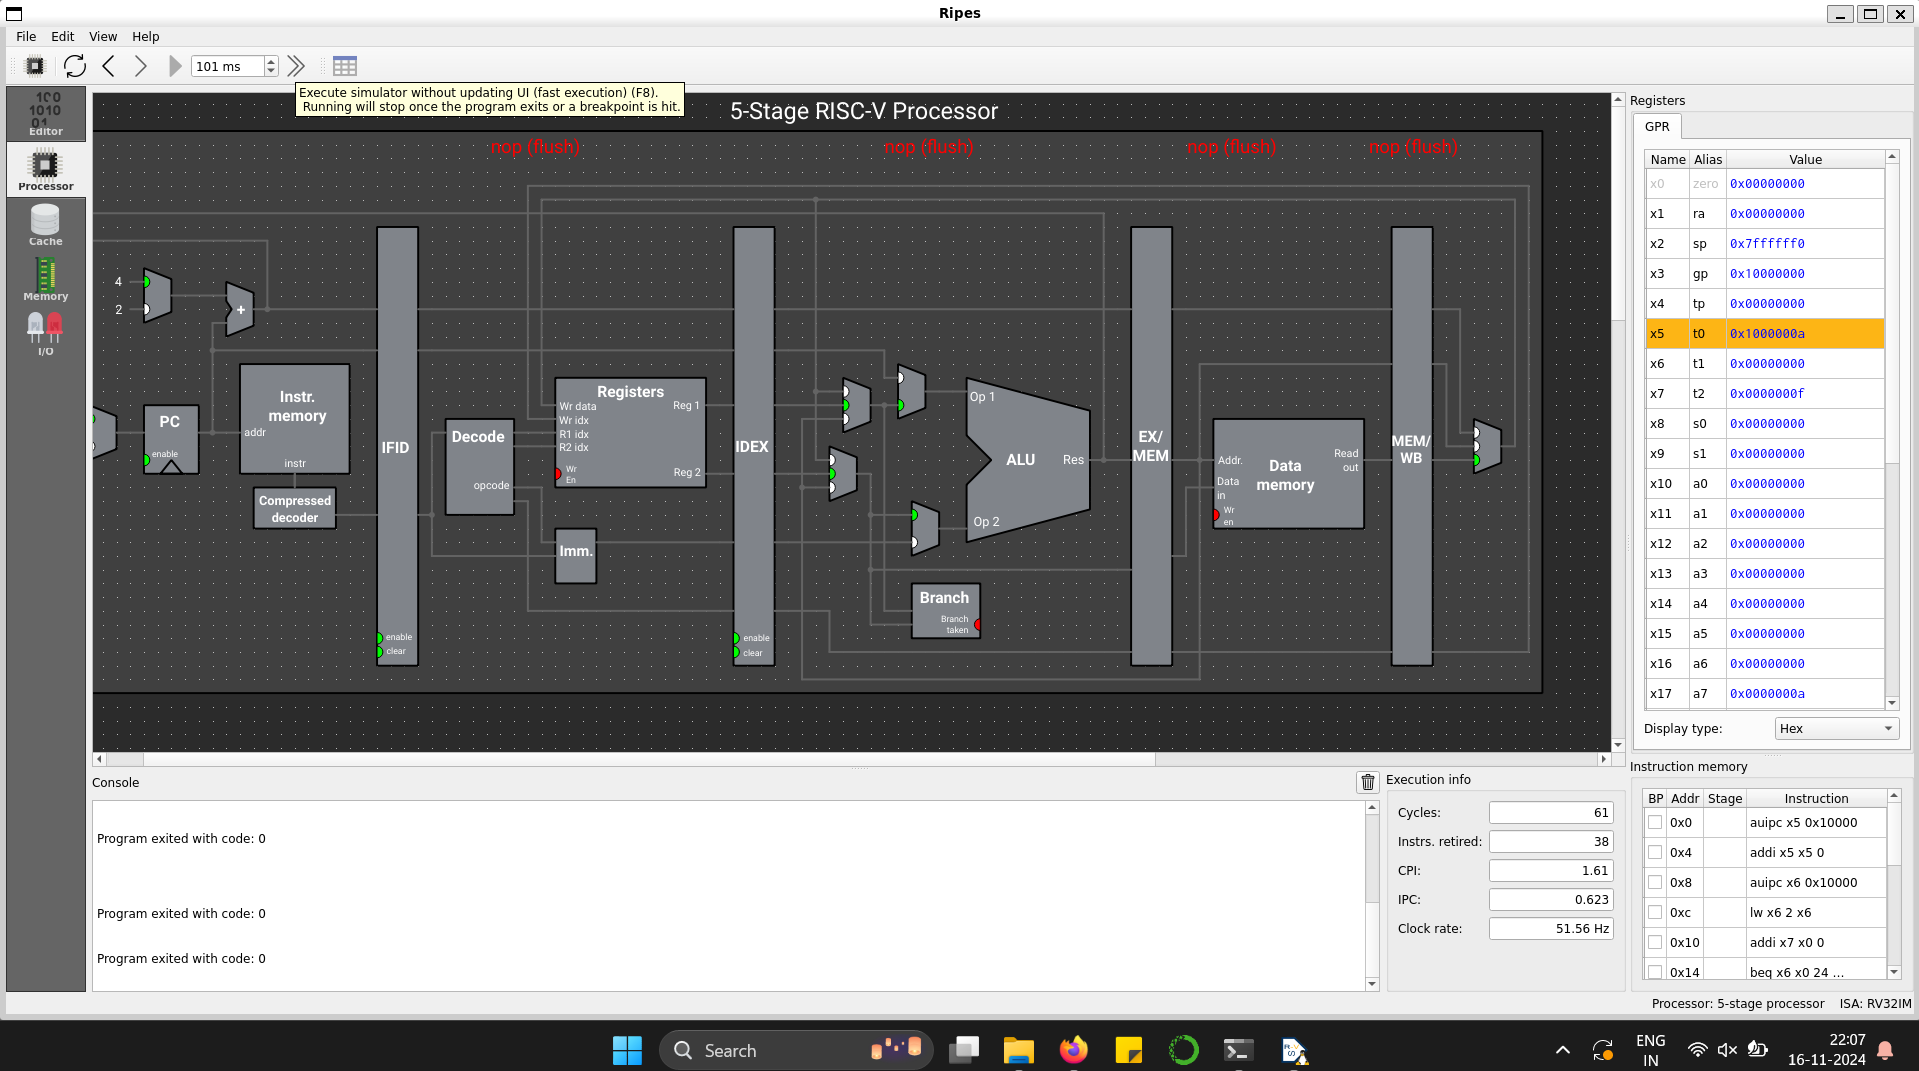 Ripes
File Edit View Help
101 ms
Execute simulator without updating UI (fast execution) (F8).
Running will stop once the program exits or a breakpoint is hit.
Editor
Processor
Cache
Memory
I/O
5-Stage RISC-V Processor
nop (flush) nop (flush) nop (flush) nop (flush)
4
2
+
PC
enable
Instr.
memory
addr
instr
Compressed
decoder
IFID
enable
clear
Decode
opcode
Registers
Wr data
Wr idx
R1 idx
R2 idx
Wr
En
Reg 1
Reg 2
Imm.
IDEX
enable
clear
Op 1
ALU
Res
Op 2
Branch
Branch
taken
EX/
MEM
Addr.
Data
in
Wr
en
Data
memory
Read
out
MEM/
WB
Registers
GPR
Name Alias Value
x0 zero 0x00000000
x1 ra 0x00000000
x2 sp 0x7ffffff0
x3 gp 0x10000000
x4 tp 0x00000000
x5 t0 0x1000000a
x6 t1 0x00000000
x7 t2 0x0000000f
x8 s0 0x00000000
x9 s1 0x00000000
x10 a0 0x00000000
x11 a1 0x00000000
x12 a2 0x00000000
x13 a3 0x00000000
x14 a4 0x00000000
x15 a5 0x00000000
x16 a6 0x00000000
x17 a7 0x0000000a
Display type: Hex
Console
Program exited with code: 0
Program exited with code: 0
Program exited with code: 0
Execution info
Cycles: 61
Instrs. retired: 38
CPI: 1.61
IPC: 0.623
Clock rate: 51.56 Hz
Instruction memory
BP Addr Stage Instruction
0x0 auipc x5 0x10000
0x4 addi x5 x5 0
0x8 auipc x6 0x10000
0xc lw x6 2 x6
0x10 addi x7 x0 0
0x14 beq x6 x0 24 ...
Processor: 5-stage processor ISA: RV32IM
Search
ENG
IN
22:07
16-11-2024